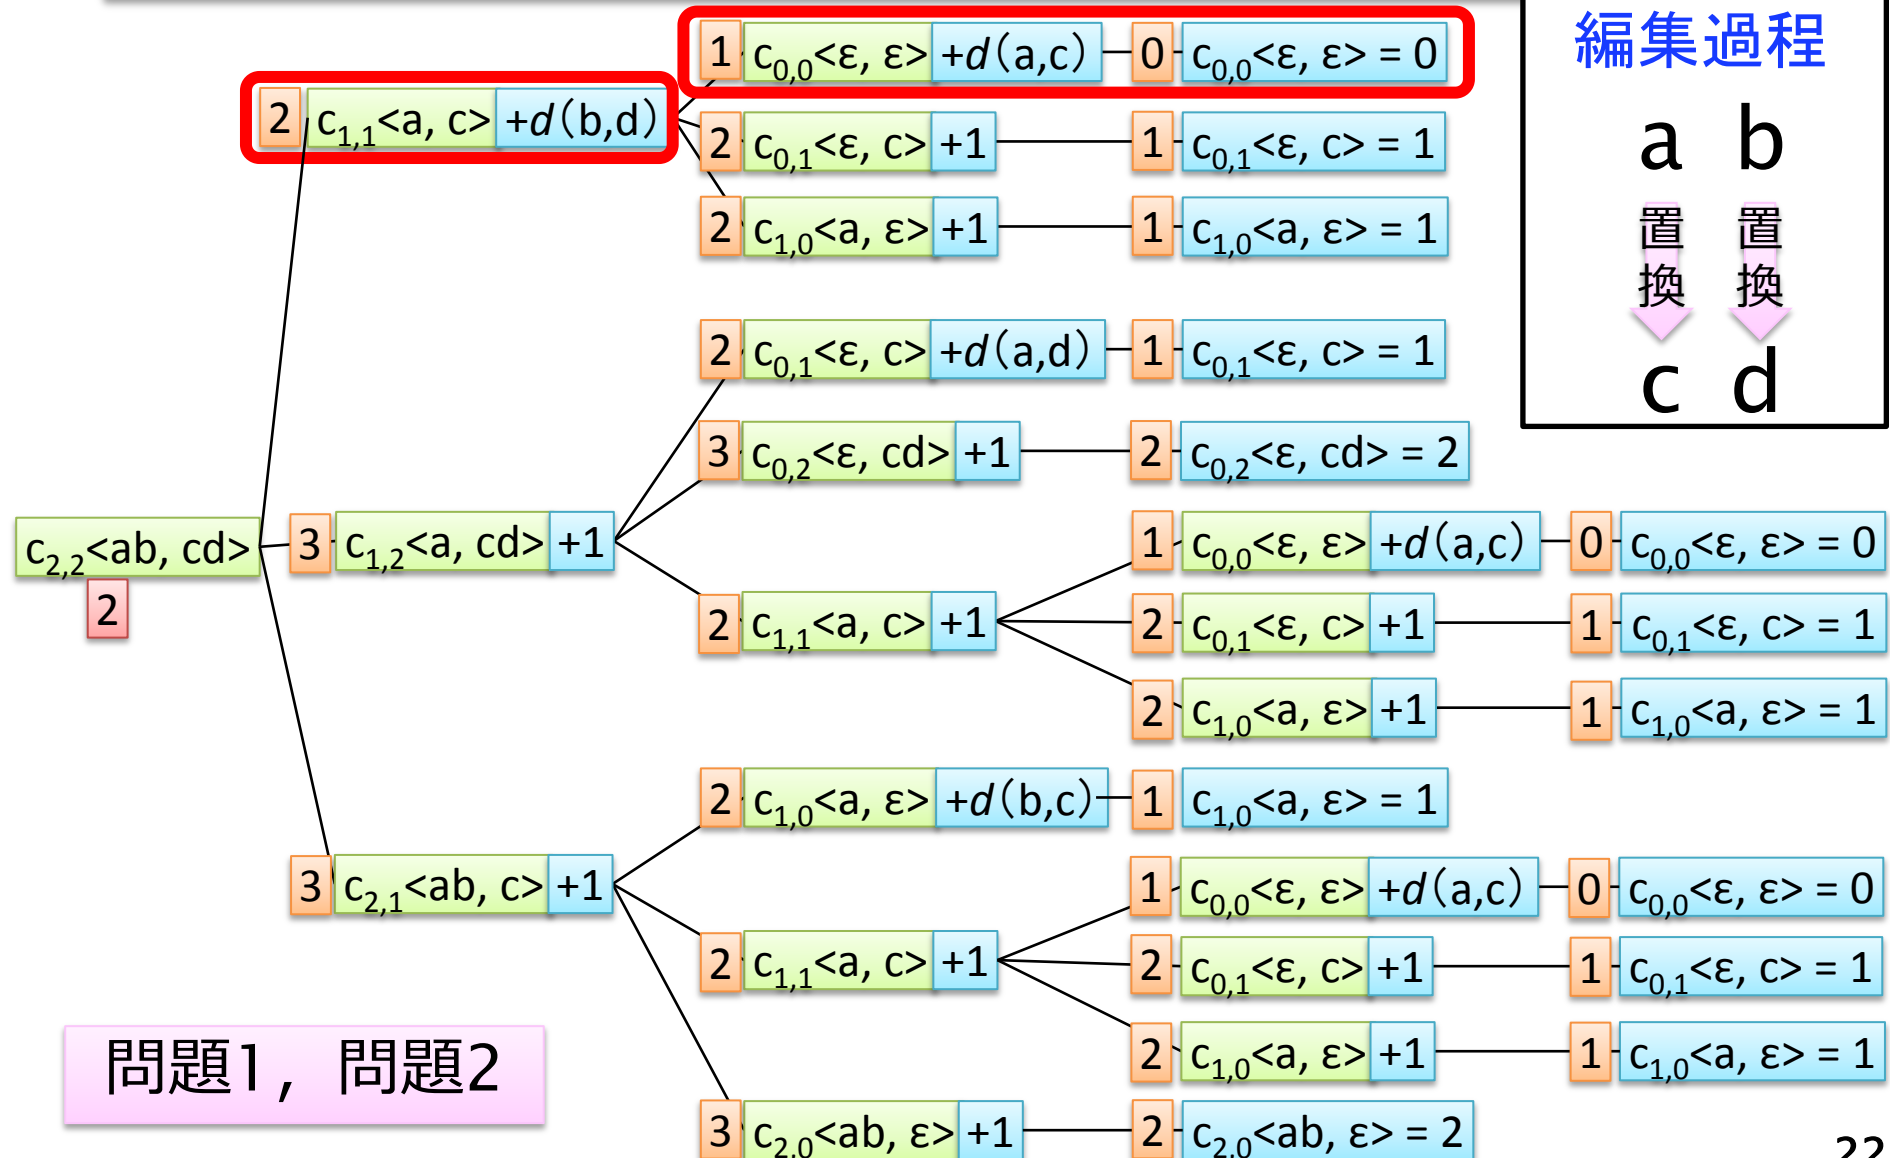 編集過程
a b
置 置
換 換
c d
1 c0,0<ε, ε> +d(a,c) 0 c0,0<ε, ε> = 0
2 c1,1<a, c> +d(b,d)
2 c0,1<ε, c> +1 1 c0,1<ε, c> = 1
2 c1,0<a, ε> +1 1 c1,0<a, ε> = 1
2 c0,1<ε, c> +d(a,d) 1 c0,1<ε, c> = 1
3 c0,2<ε, cd> +1 2 c0,2<ε, cd> = 2
c2,2<ab, cd> 3 c1,2<a, cd> +1
2
1 c0,0<ε, ε> +d(a,c) 0 c0,0<ε, ε> = 0
2 c1,1<a, c> +1 2 c0,1<ε, c> +1 1 c0,1<ε, c> = 1
2 c1,0<a, ε> +1 1 c1,0<a, ε> = 1
2 c1,0<a, ε> +d(b,c) 1 c1,0<a, ε> = 1
3 c2,1<ab, c> +1
1 c0,0<ε, ε> +d(a,c) 0 c0,0<ε, ε> = 0
2 c1,1<a, c> +1 2 c0,1<ε, c> +1 1 c0,1<ε, c> = 1
2 c1,0<a, ε> +1 1 c1,0<a, ε> = 1
3 c2,0<ab, ε> +1 2 c2,0<ab, ε> = 2
問題1, 問題2
22